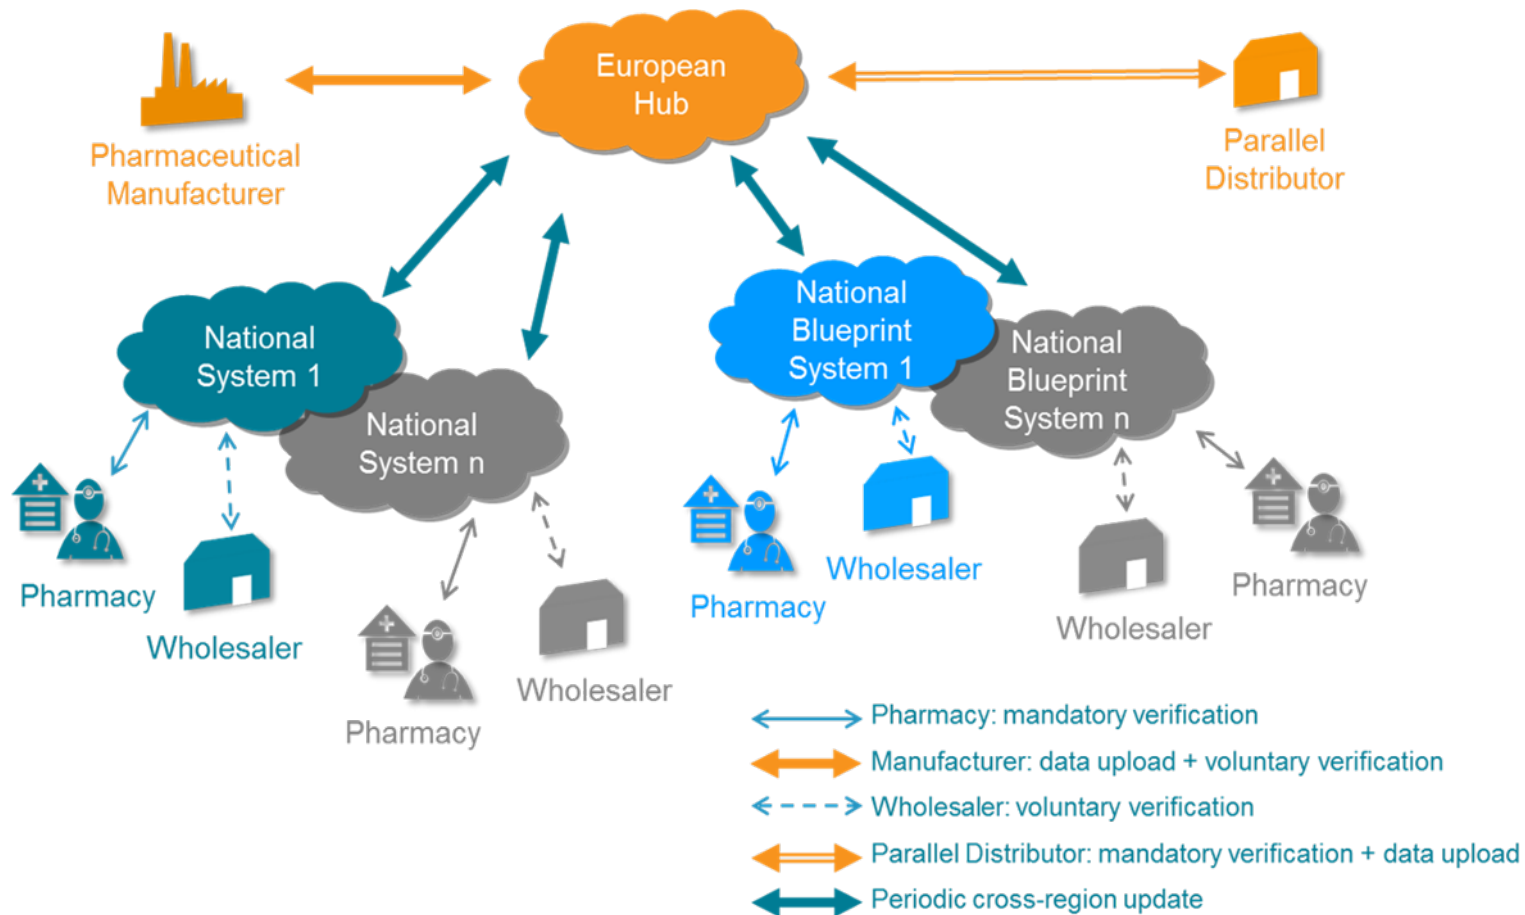 European
Hub
Pharmaceutical
Manufacturer
Parallel
Distributor
National
System 1
National
System n
National
Blueprint
System 1
National
Blueprint
System n
Pharmacy
Wholesaler
Pharmacy
Wholesaler
Pharmacy
Wholesaler
Wholesaler
Pharmacy
Pharmacy: mandatory verification
Manufacturer: data upload + voluntary verification
Wholesaler: voluntary verification
Parallel Distributor: mandatory verification + data upload
Periodic cross-region update